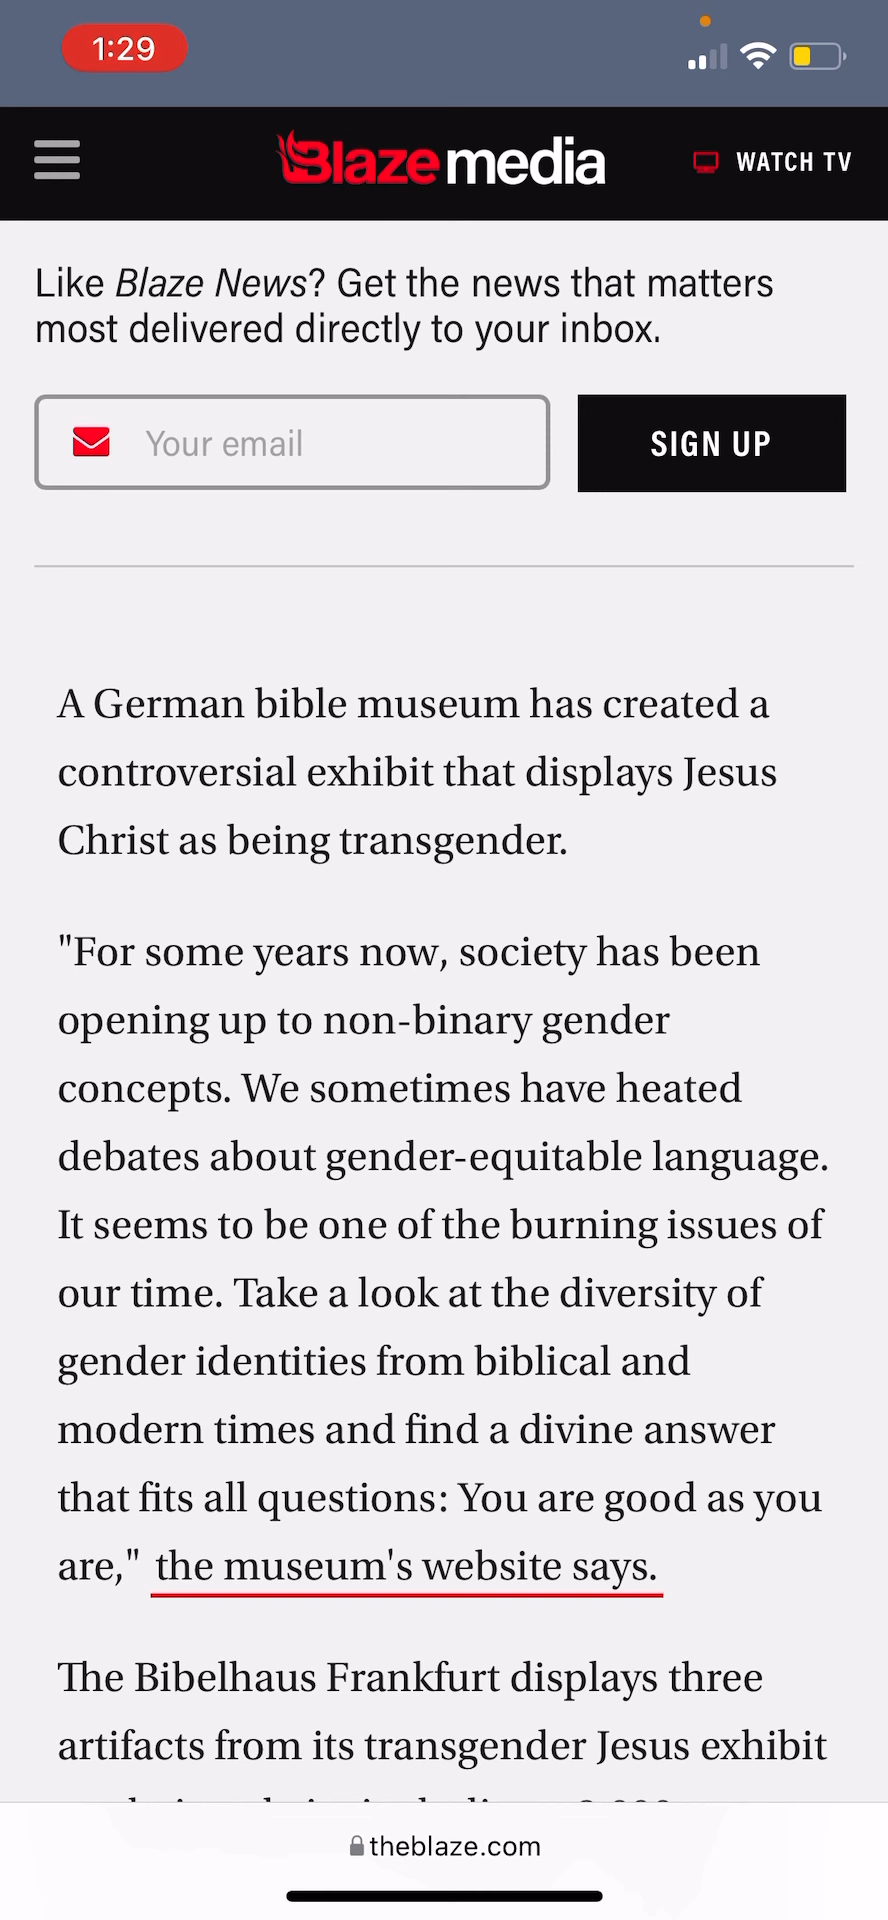 1:29
Blaze media
WATCH TV
Like Blaze News? Get the news that matters
most delivered directly to your inbox.
Your email
SIGN UP
A German bible museum has created a
controversial exhibit that displays Jesus
Christ as being transgender.
"For some years now, society has been
opening up to non-binary gender
concepts. We sometimes have heated
debates about gender-equitable language.
It seems to be one of the burning issues of
our time. Take a look at the diversity of
gender identities from biblical and
modern times and find a divine answer
that fits all questions: You are good as you
are," the museum's website says.
The Bibelhaus Frankfurt displays three
artifacts from its transgender Jesus exhibit
theblaze.com